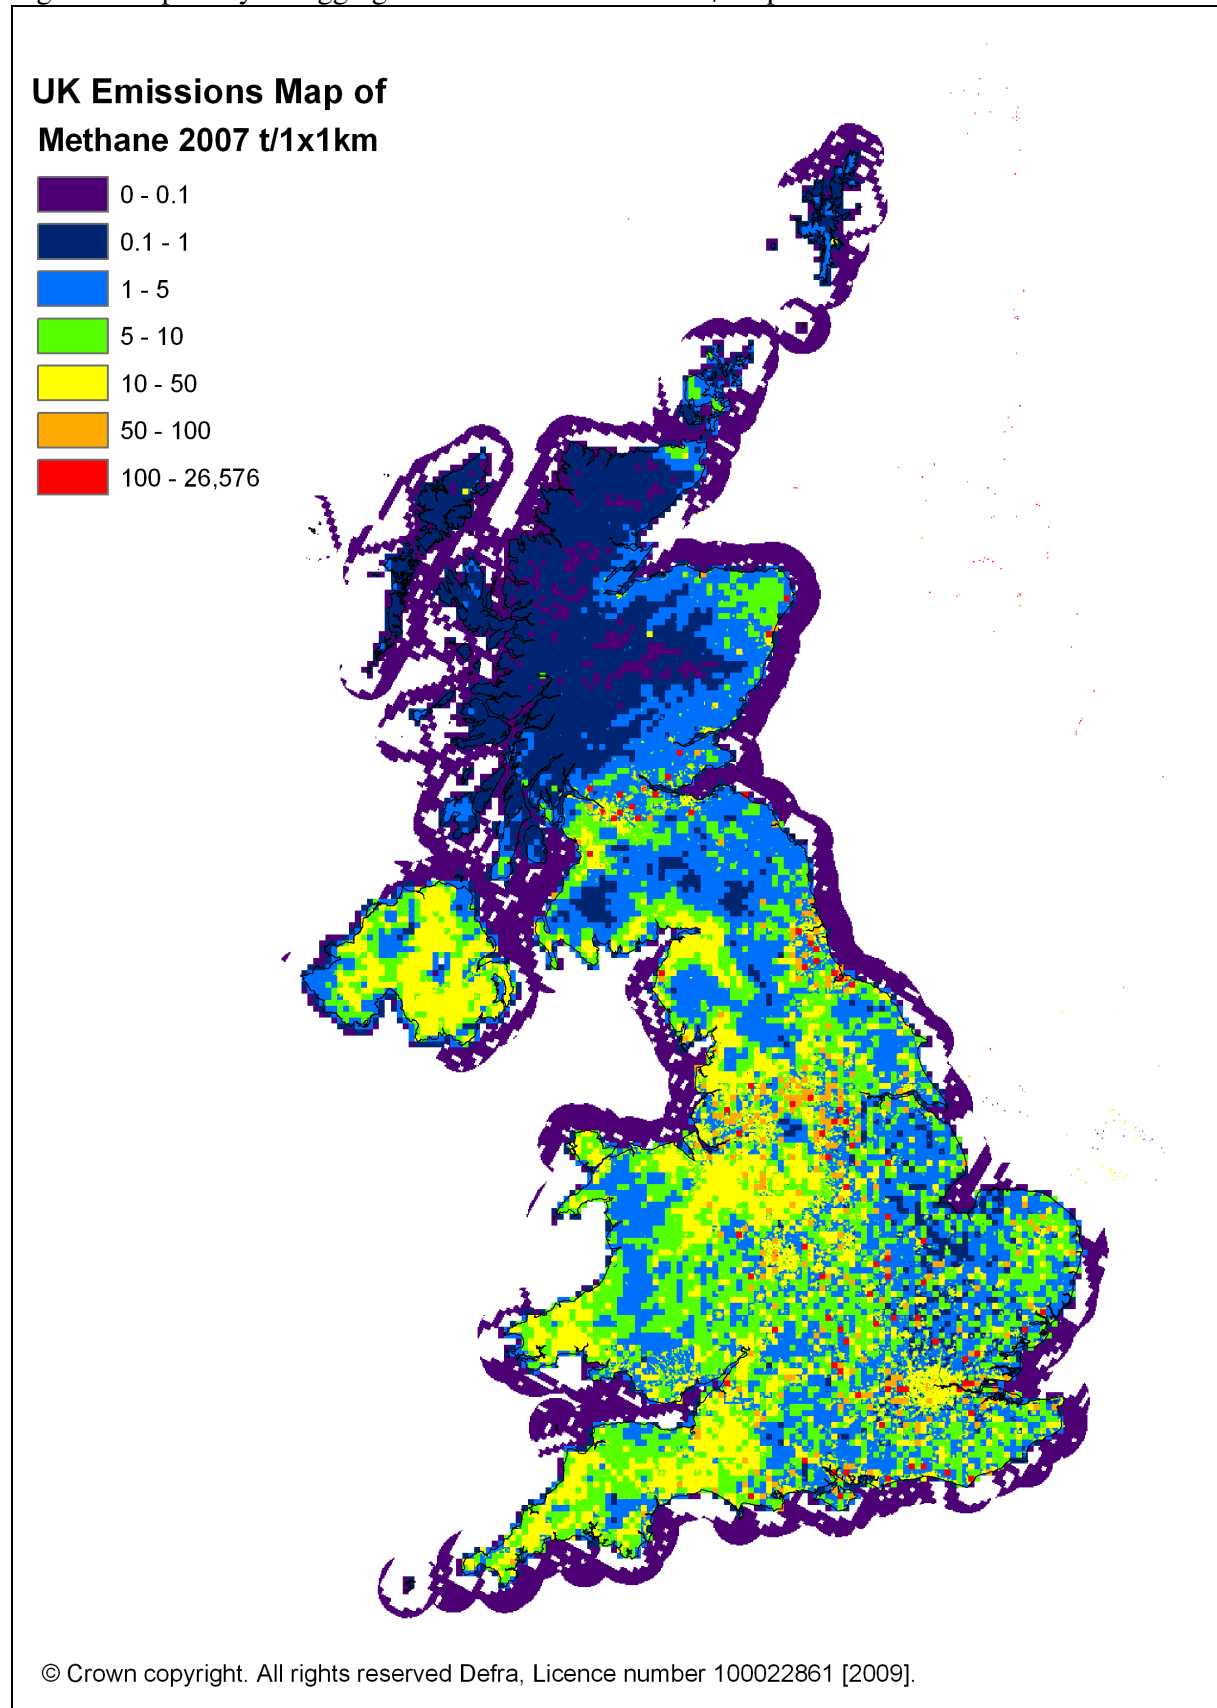 UK Emissions Map of
Methane 2007 t/1x1km
0 - 0.1
0.1 - 1
1 - 5
5 - 10
10 - 50
50 - 100
100 - 26,576
© Crown copyright. All rights reserved Defra, Licence number 100022861 [2009].